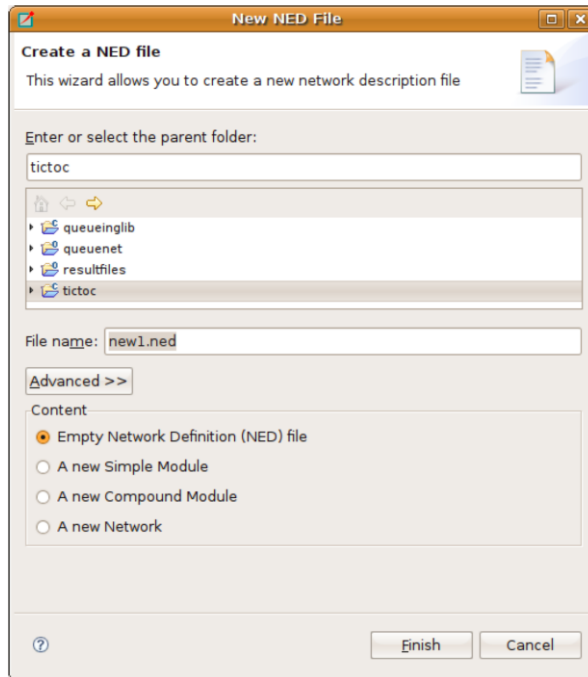 New NED File
Create a NED file
This wizard allows you to create a new network description file
Enter or select the parent folder:
tictoc
queueinglib
queuenet
resultfiles
tictoc
File name: new1.ned
Advanced >>
Content
Empty Network Definition (NED) file
A new Simple Module
A new Compound Module
A new Network
Finish Cancel